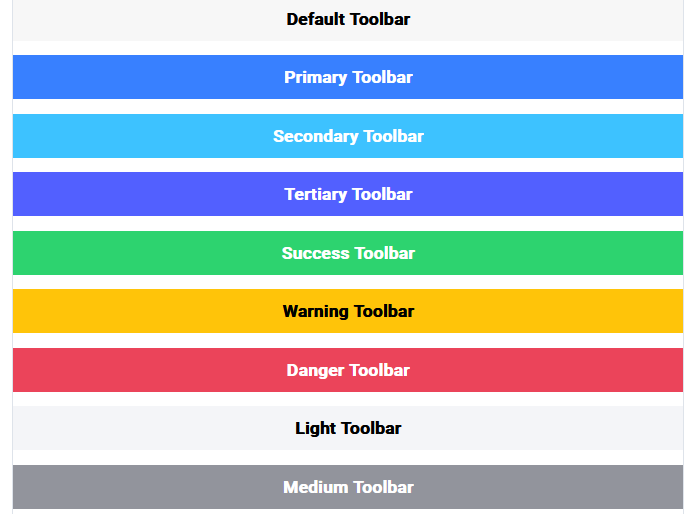 Default Toolbar
Primary Toolbar
Secondary Toolbar
Tertiary Toolbar
Success Toolbar
Warning Toolbar
Danger Toolbar
Light Toolbar
Medium Toolbar